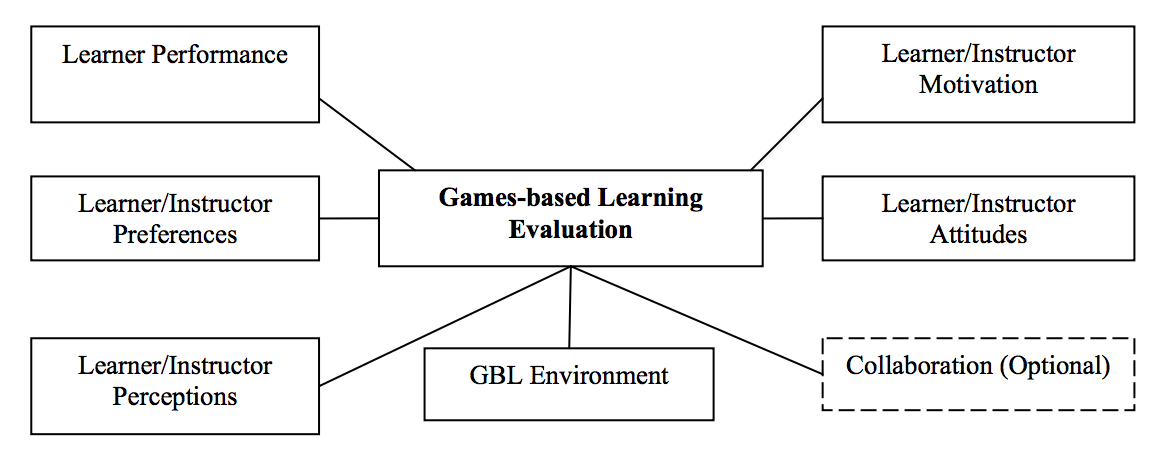 Learner Performance
Learner/Instructor
Motivation
Games-based Learning
Evaluation
Learner/Instructor
Preferences
Learner/Instructor
Attitudes
Learner/Instructor
Perceptions
GBL Environment
Collaboration (Optional)